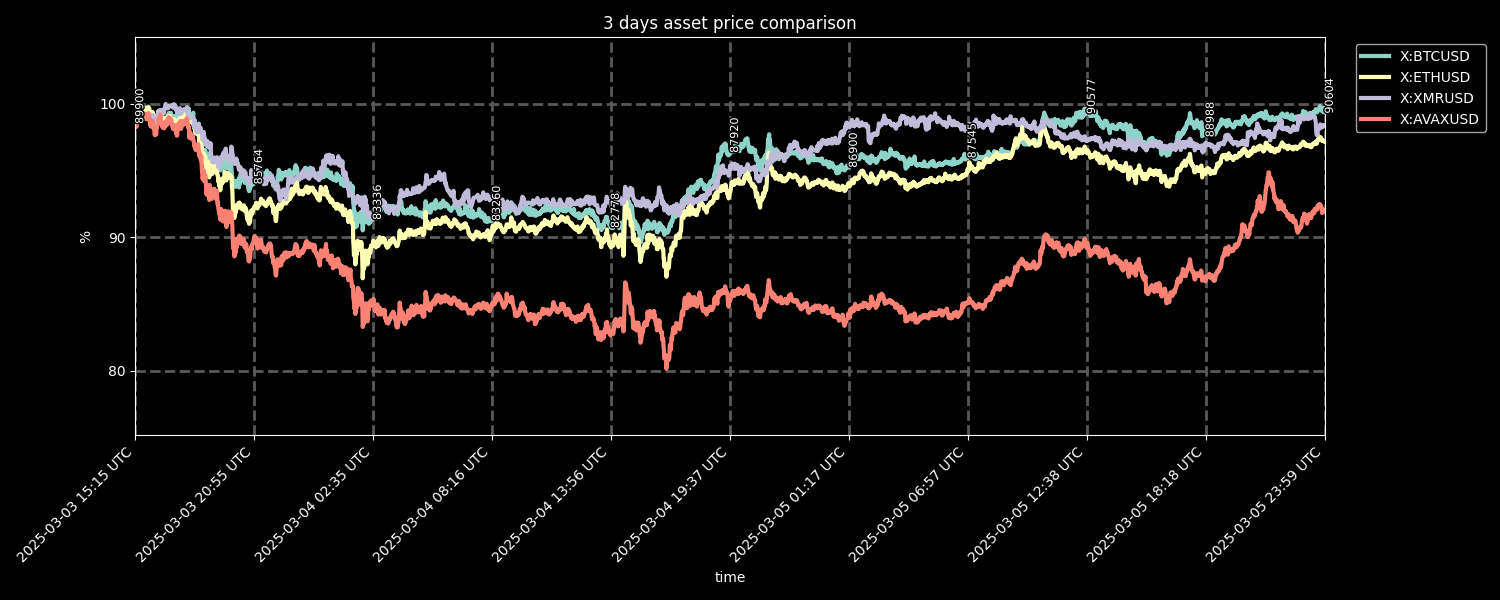 3 days asset price comparison
X:BTCUSD
X:ETHUSD
X:XMRUSD
X:AVAXUSD
100
90
80
%
89900
85764
83336
83260
82778
87920
86900
87545
90577
88988
90604
2025-03-03 15:15 UTC
2025-03-03 20:55 UTC
2025-03-04 02:35 UTC
2025-03-04 08:16 UTC
2025-03-04 13:56 UTC
2025-03-04 19:37 UTC
2025-03-05 01:17 UTC
2025-03-05 06:57 UTC
2025-03-05 12:38 UTC
2025-03-05 18:18 UTC
2025-03-05 23:59 UTC
time